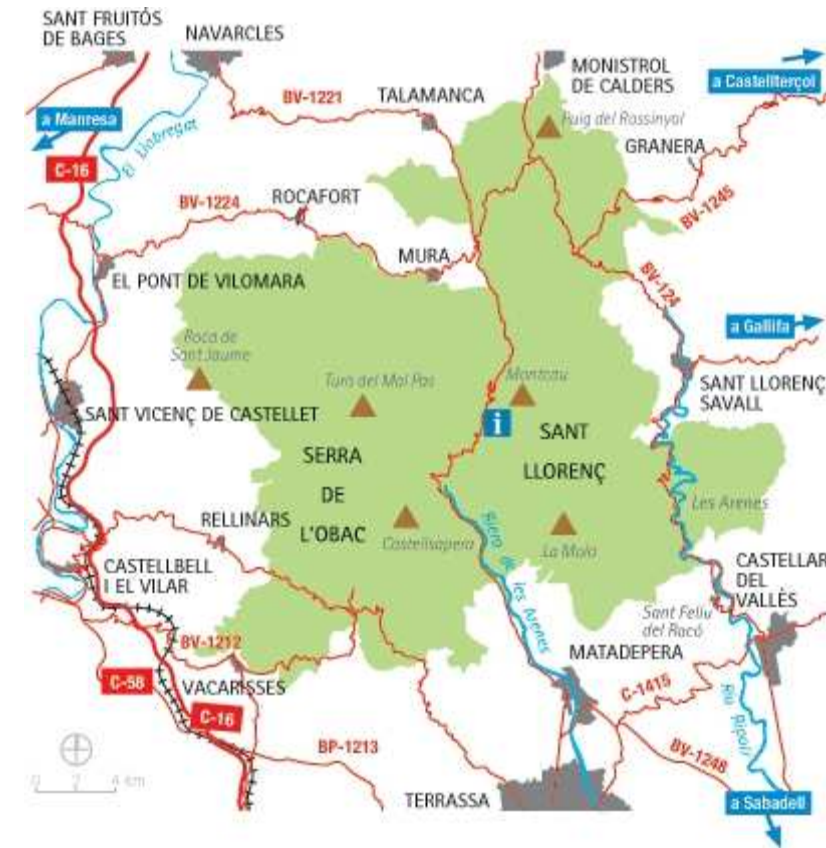 SANT FRUITÓS
DE BAGES
NAVARCLES
MONISTROL
DE CALDERS
a Castellterçol
BV-1221
TALAMANCA
a Manresa
El Llobregat
Puig del Rossinyol
GRANERA
C-16
BV-1224
ROCAFORT
BV-1245
MURA
EL PONT DE VILOMARA
BV-124
a Gallifa
Roca de
Sant Jaume
Turó del Mal Pas
Montcau
SANT LLORENÇ
SAVALL
SANT VICENÇ DE CASTELLET
i
SERRA
DE
L'OBAC
SANT
LLORENÇ
Les Arenes
RELLINARS
Castellsapera
La Mola
Riera de les Arenes
CASTELLBELL
I EL VILAR
CASTELLAR
DEL
VALLÈS
Sant Feliu
del Racó
BV-1212
MATADEPERA
C-58
VACARISSES
C-1415
C-16
Riu Ripoll
BP-1213
BV-1248
0 2 4 km
TERRASSA
a Sabadell